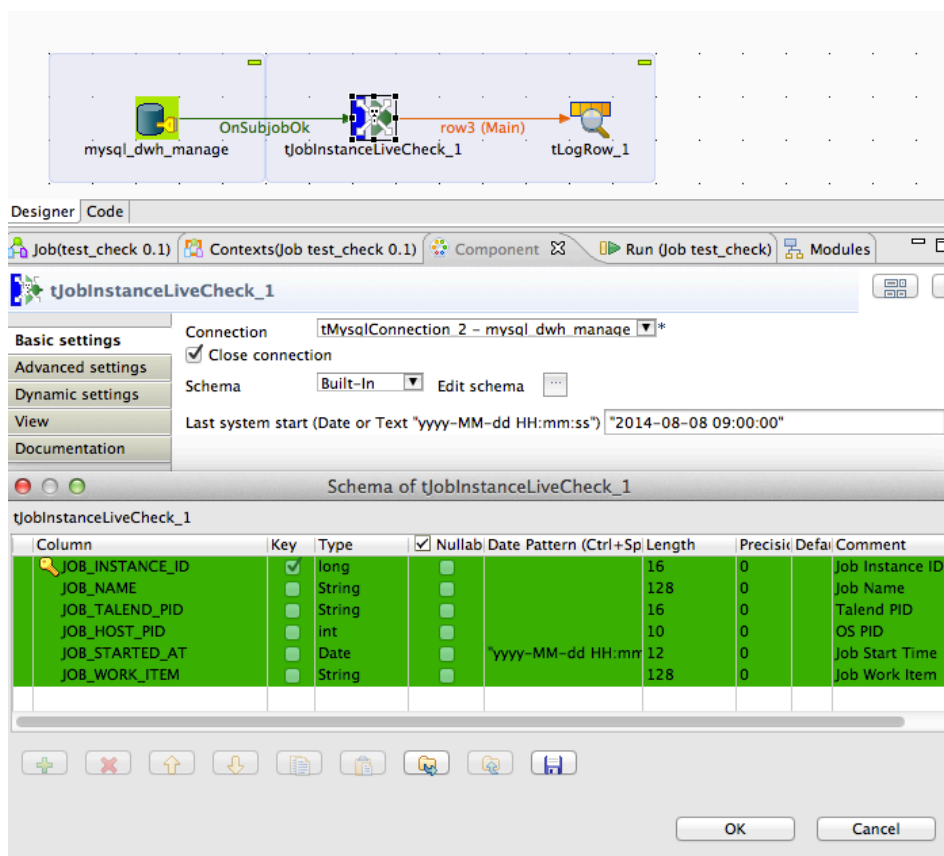 OnSubjobOk
row3 (Main)
mysql_dwh_manage
tJobInstanceLiveCheck_1
tLogRow_1
Designer Code
Job(test_check 0.1) Contexts(Job test_check 0.1) Component Run (Job test_check) Modules
tJobInstanceLiveCheck_1
Basic settings
Advanced settings
Dynamic settings
View
Documentation
Connection tMysqlConnection_2 - mysql_dwh_manage *
Close connection
Schema Built-In Edit schema ...
Last system start (Date or Text "yyyy-MM-dd HH:mm:ss") "2014-08-08 09:00:00"
Schema of tJobInstanceLiveCheck_1
tJobInstanceLiveCheck_1
Column Key Type Nullab Date Pattern (Ctrl+Sp Length Precisic Defau Comment
JOB_INSTANCE_ID long 16 0 Job Instance ID
JOB_NAME String 128 0 Job Name
JOB_TALEND_PID String 16 0 Talend PID
JOB_HOST_PID int 10 0 OS PID
JOB_STARTED_AT Date "yyyy-MM-dd HH:mm 12 0 Job Start Time
JOB_WORK_ITEM String 128 0 Job Work Item
OK Cancel